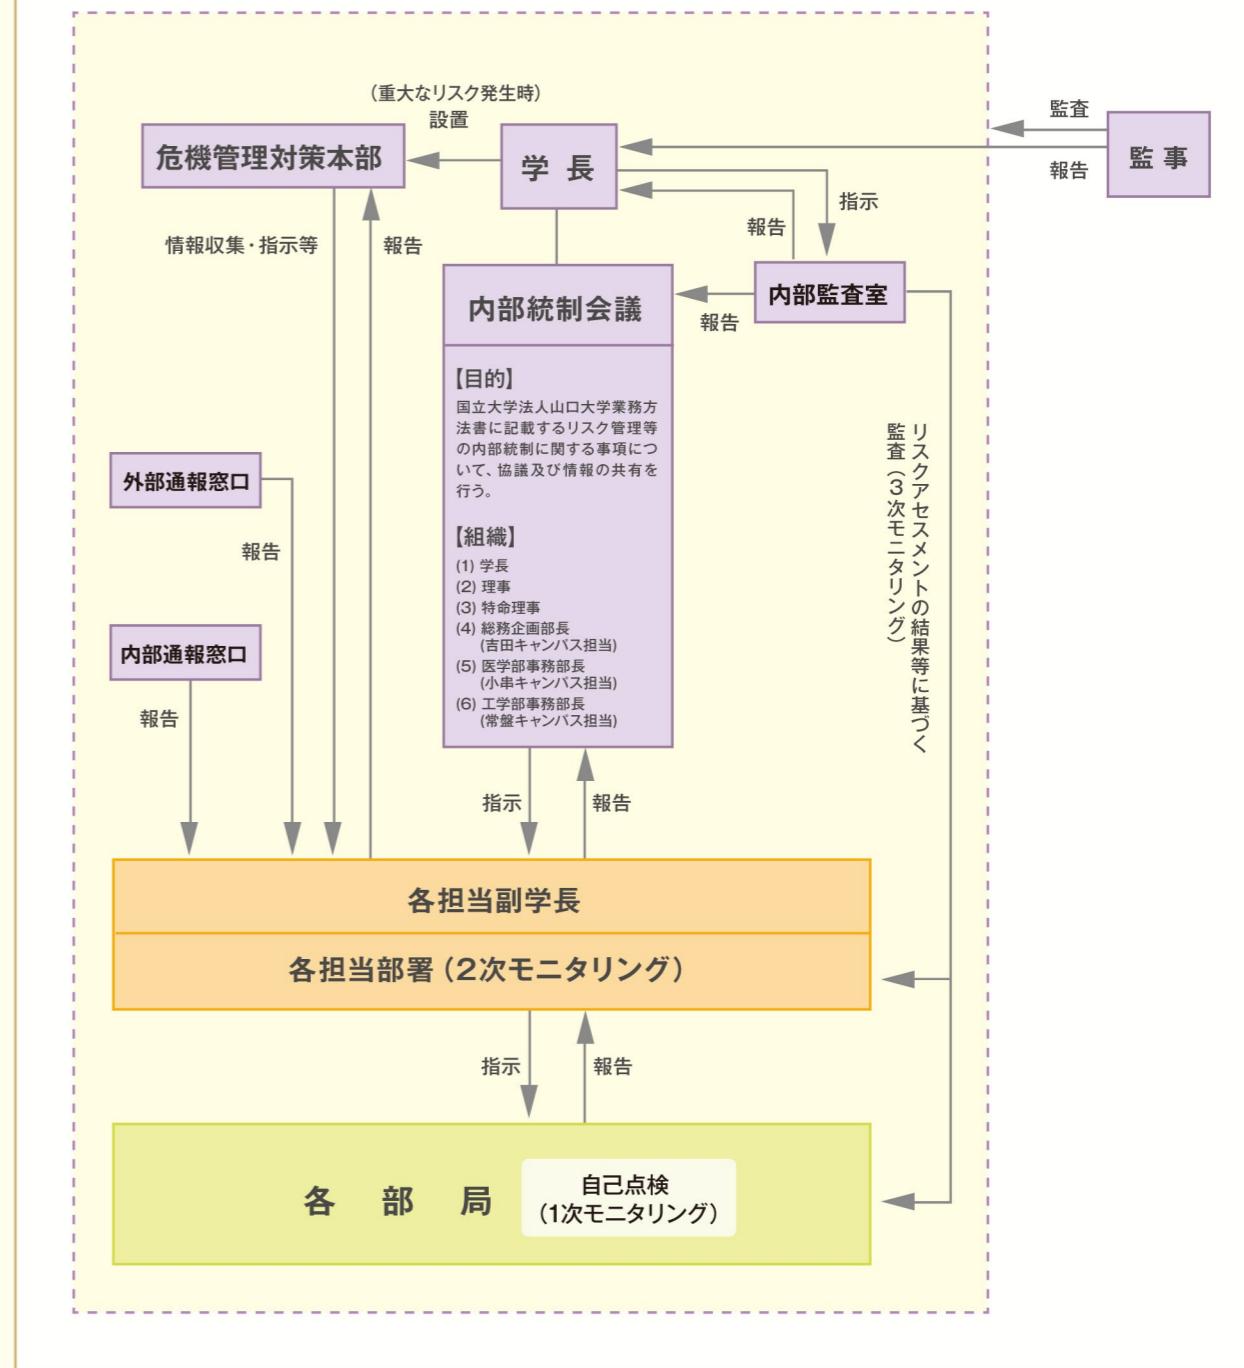 (重大なリスク発生時)
設置
監査
危機管理対策本部
学 長
監 事
報告
指示
報告
情報収集・指示等
報告
内部統制会議
内部監査室
報告
【目的】
国立大学法人山口大学業務方
法書に記載するリスク管理等
の内部統制に関する事項につ
いて、協議及び情報の共有を
行う。
【組織】
(1) 学長
(2) 理事
(3) 特命理事
(4) 総務企画部長
(吉田キャンパス担当)
(5) 医学部事務部長
(小串キャンパス担当)
(6) 工学部事務部長
(常盤キャンパス担当)
リスクアセスメントの結果等に基づく
監査(3次モニタリング)
外部通報窓口
報告
内部通報窓口
報告
指示
報告
各担当副学長
各担当部署(2次モニタリング)
指示
報告
各 部 局
自己点検
(1次モニタリング)